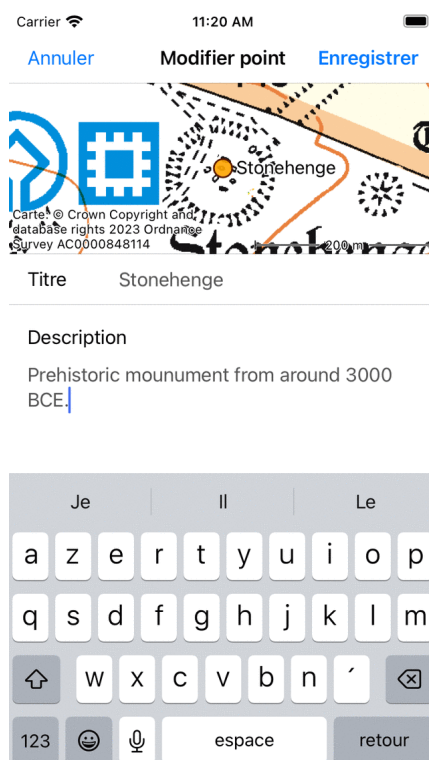 Carrier 11:20 AM
Annuler Modifier point Enregistrer
Stonehenge
Carte: © Crown Copyright and
database rights 2023 Ordnance
Survey AC0000848114
200 m
Titre Stonehenge
Description
Prehistoric mounument from around 3000
BCE.
Je Il Le
a z e r t y u i o p
q s d f g h j k l m
w x c v b n ´
123 espace retour